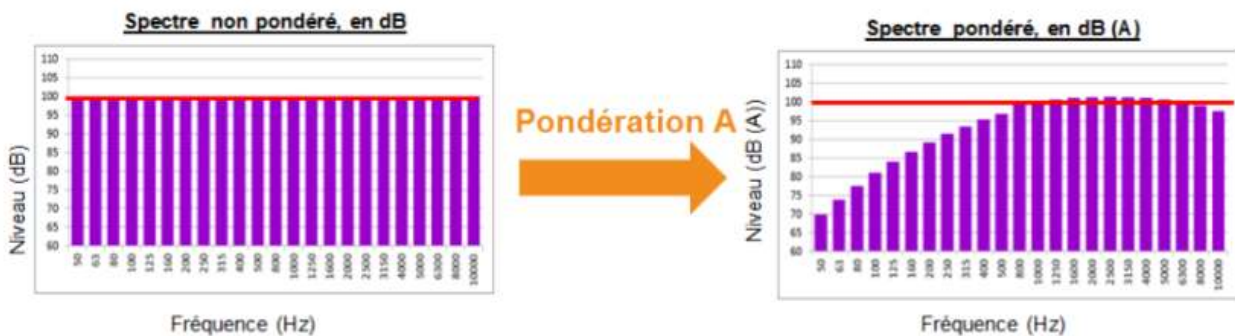 Spectre non pondéré, en dB
Niveau (dB)
110
105
100
95
90
85
80
75
70
65
60
50 63 80 100 125 160 200 250 315 400 500 800 1000 1250 1600 2000 2500 3150 4000 5000 6300 8000 10000
Fréquence (Hz)
Pondération A
Spectre pondéré, en dB (A)
Niveau (dB (A))
110
105
100
95
90
85
80
75
70
65
60
50 63 80 100 125 160 200 250 315 400 500 800 1000 1250 1600 2000 2500 3150 4000 5000 6300 8000 10000
Fréquence (Hz)